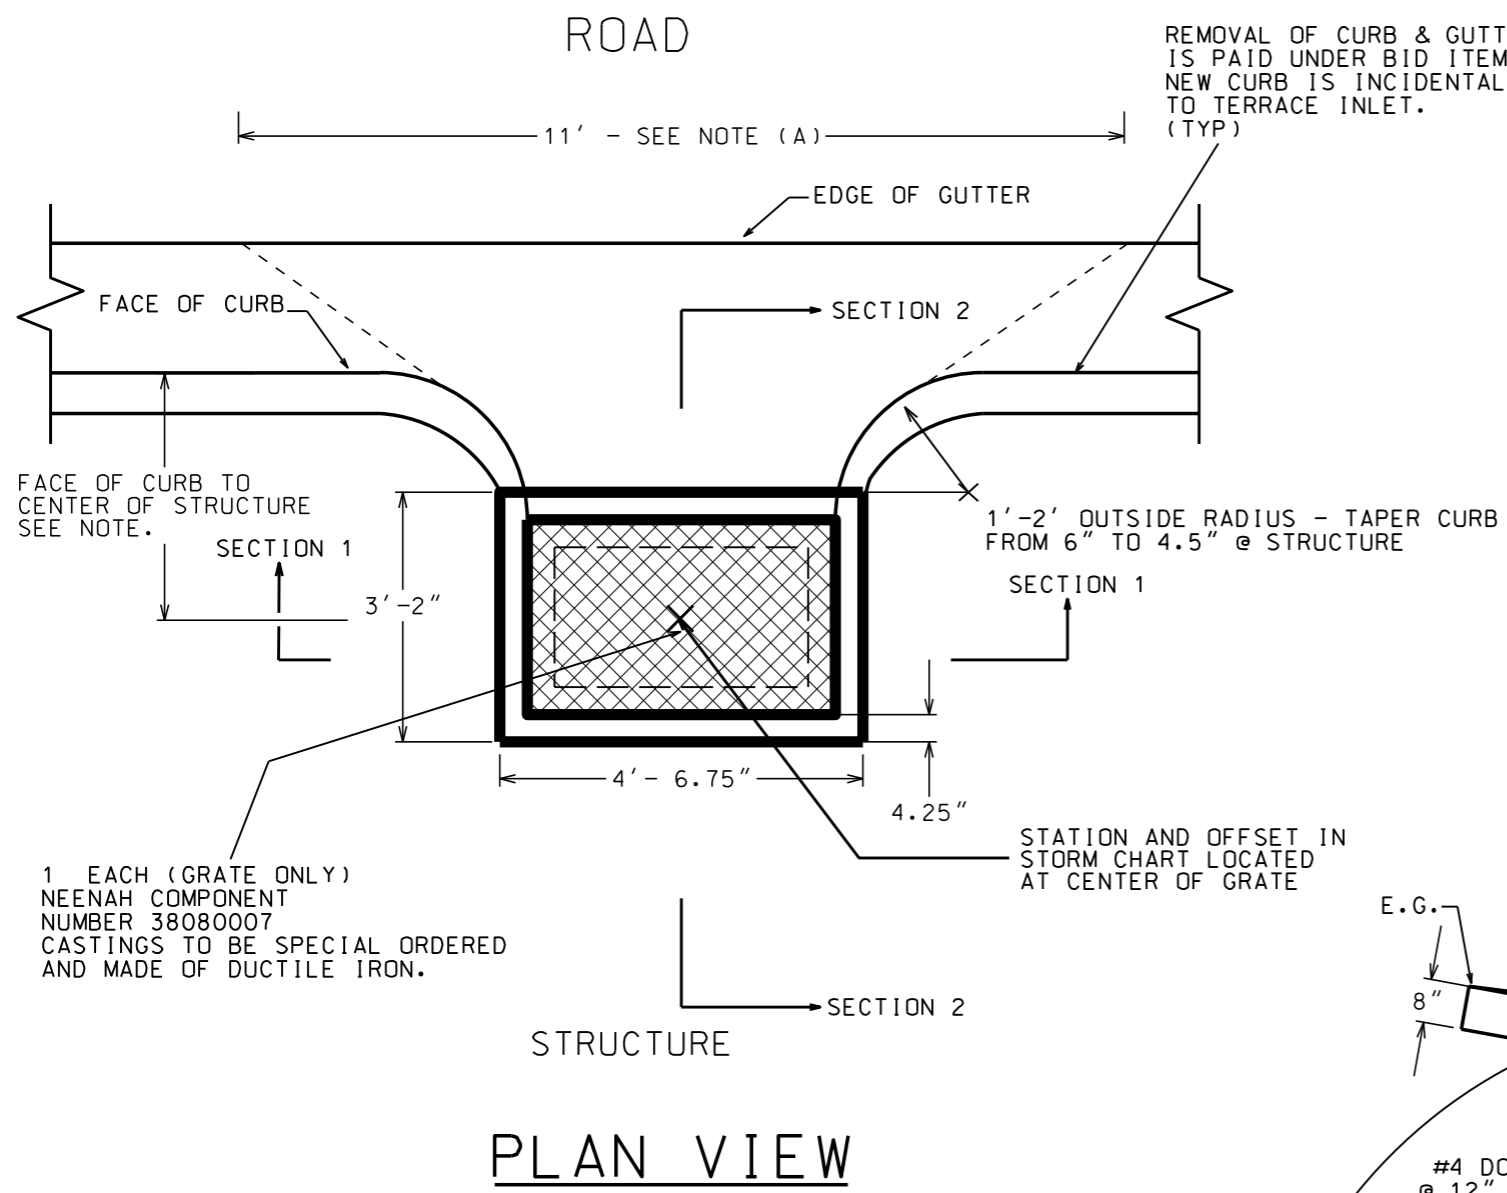 ROAD
REMOVAL OF CURB & GUTT
IS PAID UNDER BID ITEM
NEW CURB IS INCIDENTAL
TO TERRACE INLET.
(TYP)
11' - SEE NOTE (A)
EDGE OF GUTTER
FACE OF CURB
SECTION 2
FACE OF CURB TO
CENTER OF STRUCTURE
SEE NOTE.
SECTION 1
1'-2' OUTSIDE RADIUS - TAPER CURB
FROM 6" TO 4.5" @ STRUCTURE
SECTION 1
3'-2"
4'- 6.75"
4.25"
STATION AND OFFSET IN
STORM CHART LOCATED
AT CENTER OF GRATE
1 EACH (GRATE ONLY)
NEENAH COMPONENT
NUMBER 38080007
CASTINGS TO BE SPECIAL ORDERED
AND MADE OF DUCTILE IRON.
E.G.
8"
SECTION 2
STRUCTURE
PLAN VIEW
#4 DO
@ 12"